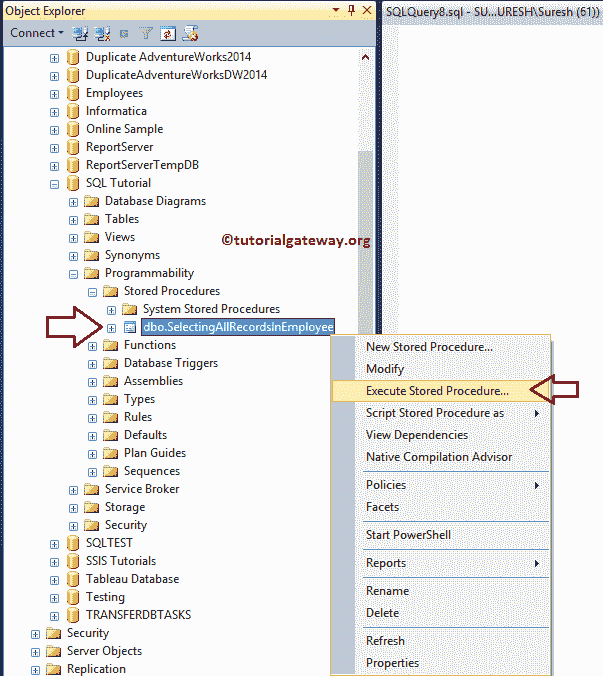 Object Explorer
SQLQuery8.sql - SU...URESH\Suresh (61))
Connect
Duplicate AdventureWorks2014
DuplicateAdventureWorksDW2014
Employees
Informatica
Online Sample
ReportServer
ReportServerTempDB
SQL Tutorial
Database Diagrams
Tables
Views
©tutorialgateway.org
Synonyms
Programmability
Stored Procedures
System Stored Procedures
dbo.SelectingAllRecordsInEmployee
Functions
Database Triggers
Assemblies
Types
Rules
Defaults
Plan Guides
Sequences
Service Broker
Storage
Security
SQLTEST
SSIS Tutorials
Tableau Database
Testing
TRANSFERDBTASKS
Security
Server Objects
Replication
New Stored Procedure...
Modify
Execute Stored Procedure...
Script Stored Procedure as
View Dependencies
Native Compilation Advisor
Policies
Facets
Start PowerShell
Reports
Rename
Delete
Refresh
Properties